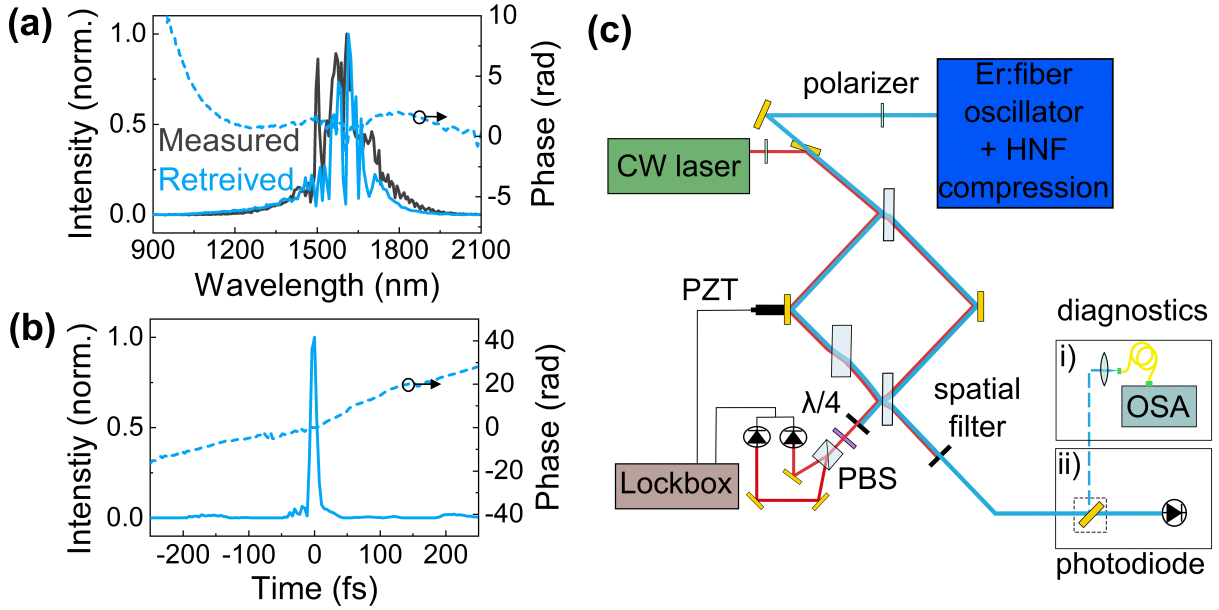 (a)
1.0
0.5
0.0
Intensity (norm.)
10
5
0
-5
Phase (rad)
Measured
Retreived
900 1200 1500 1800 2100
Wavelength (nm)
(b)
1.0
0.5
0.0
Intenstiy (norm.)
40
20
0
-20
-40
Phase (rad)
-200 -100 0 100 200
Time (fs)
(c)
polarizer
Er:fiber
oscillator
+ HNF
compression
CW laser
PZT
diagnostics
i)
OSA
λ/4
spatial
filter
ii)
Lockbox
PBS
photodiode